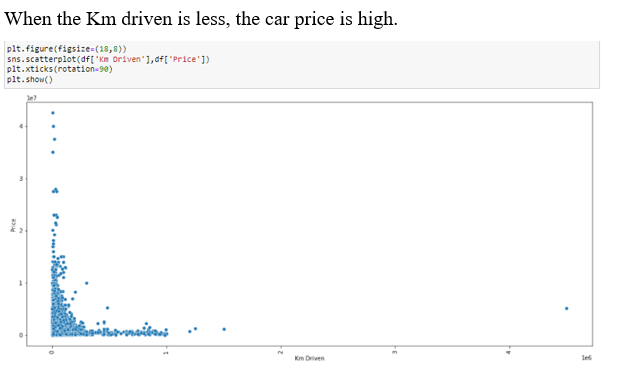 When the Km driven is less, the car price is high.
plt.figure(figsize=(18,8))
sns.scatterplot(df['Km Driven'],df['Price'])
plt.xticks(rotation=90)
plt.show()
1e7
4
3
2
1
0
Price
0
1
2
3
4
Km Driven
1e6